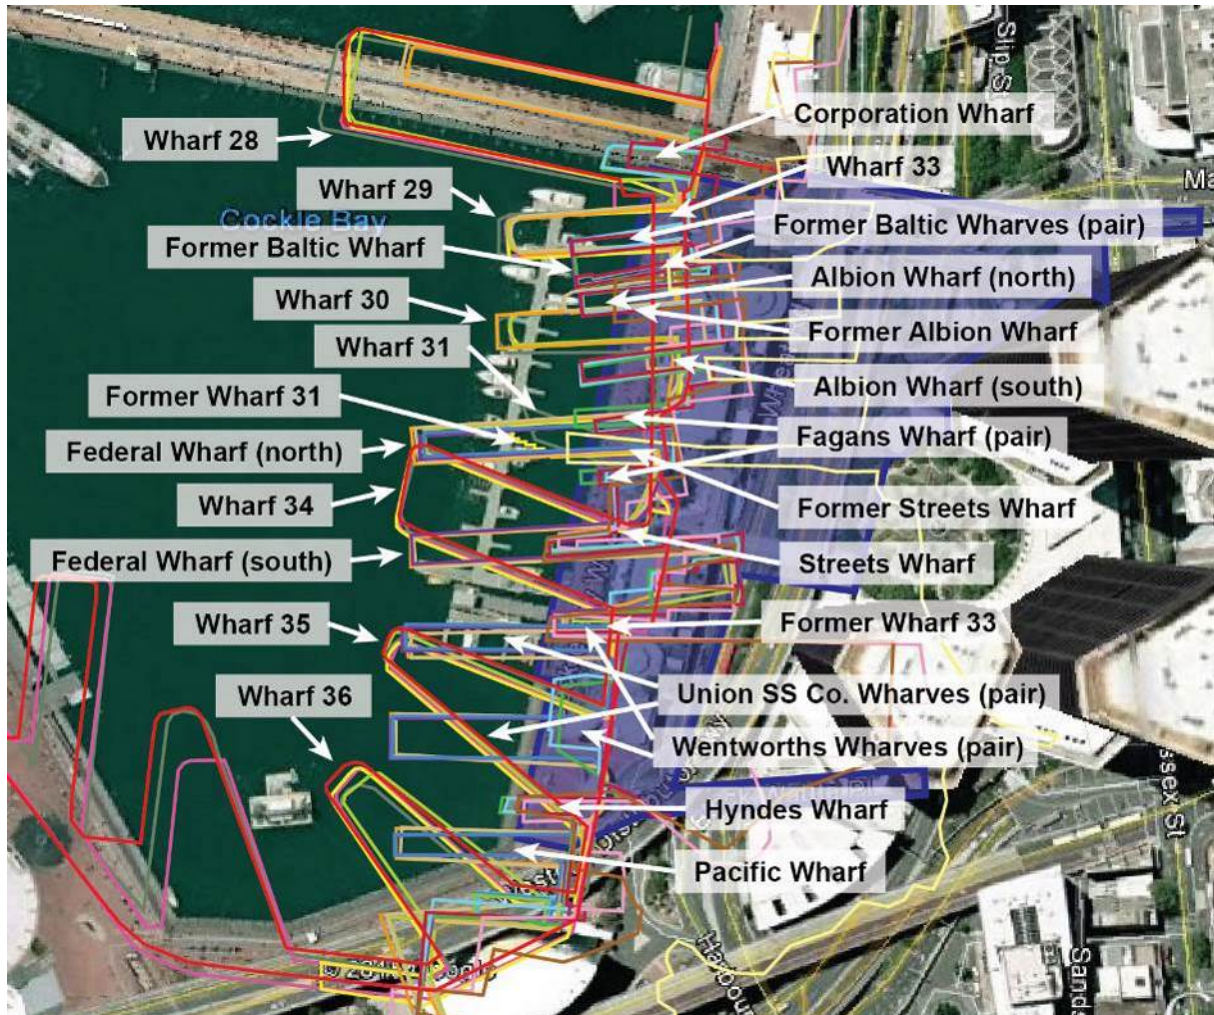 Slip St
Corporation Wharf
Wharf 28
Wharf 33
Wharf 29
Cockle Bay
Former Baltic Wharves (pair)
Former Baltic Wharf
Albion Wharf (north)
Wharf 30
Former Albion Wharf
Wharf 31
Albion Wharf (south)
Former Wharf 31
Fagans Wharf (pair)
Federal Wharf (north)
Wharf 34
Former Streets Wharf
Federal Wharf (south)
Streets Wharf
Wharf 35
Former Wharf 33
Wharf 36
Union SS Co. Wharves (pair)
Wentworths Wharves (pair)
Hyndes Wharf
Pacific Wharf